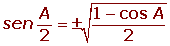 sen A/2 = ±√((1 - cos A)/2)